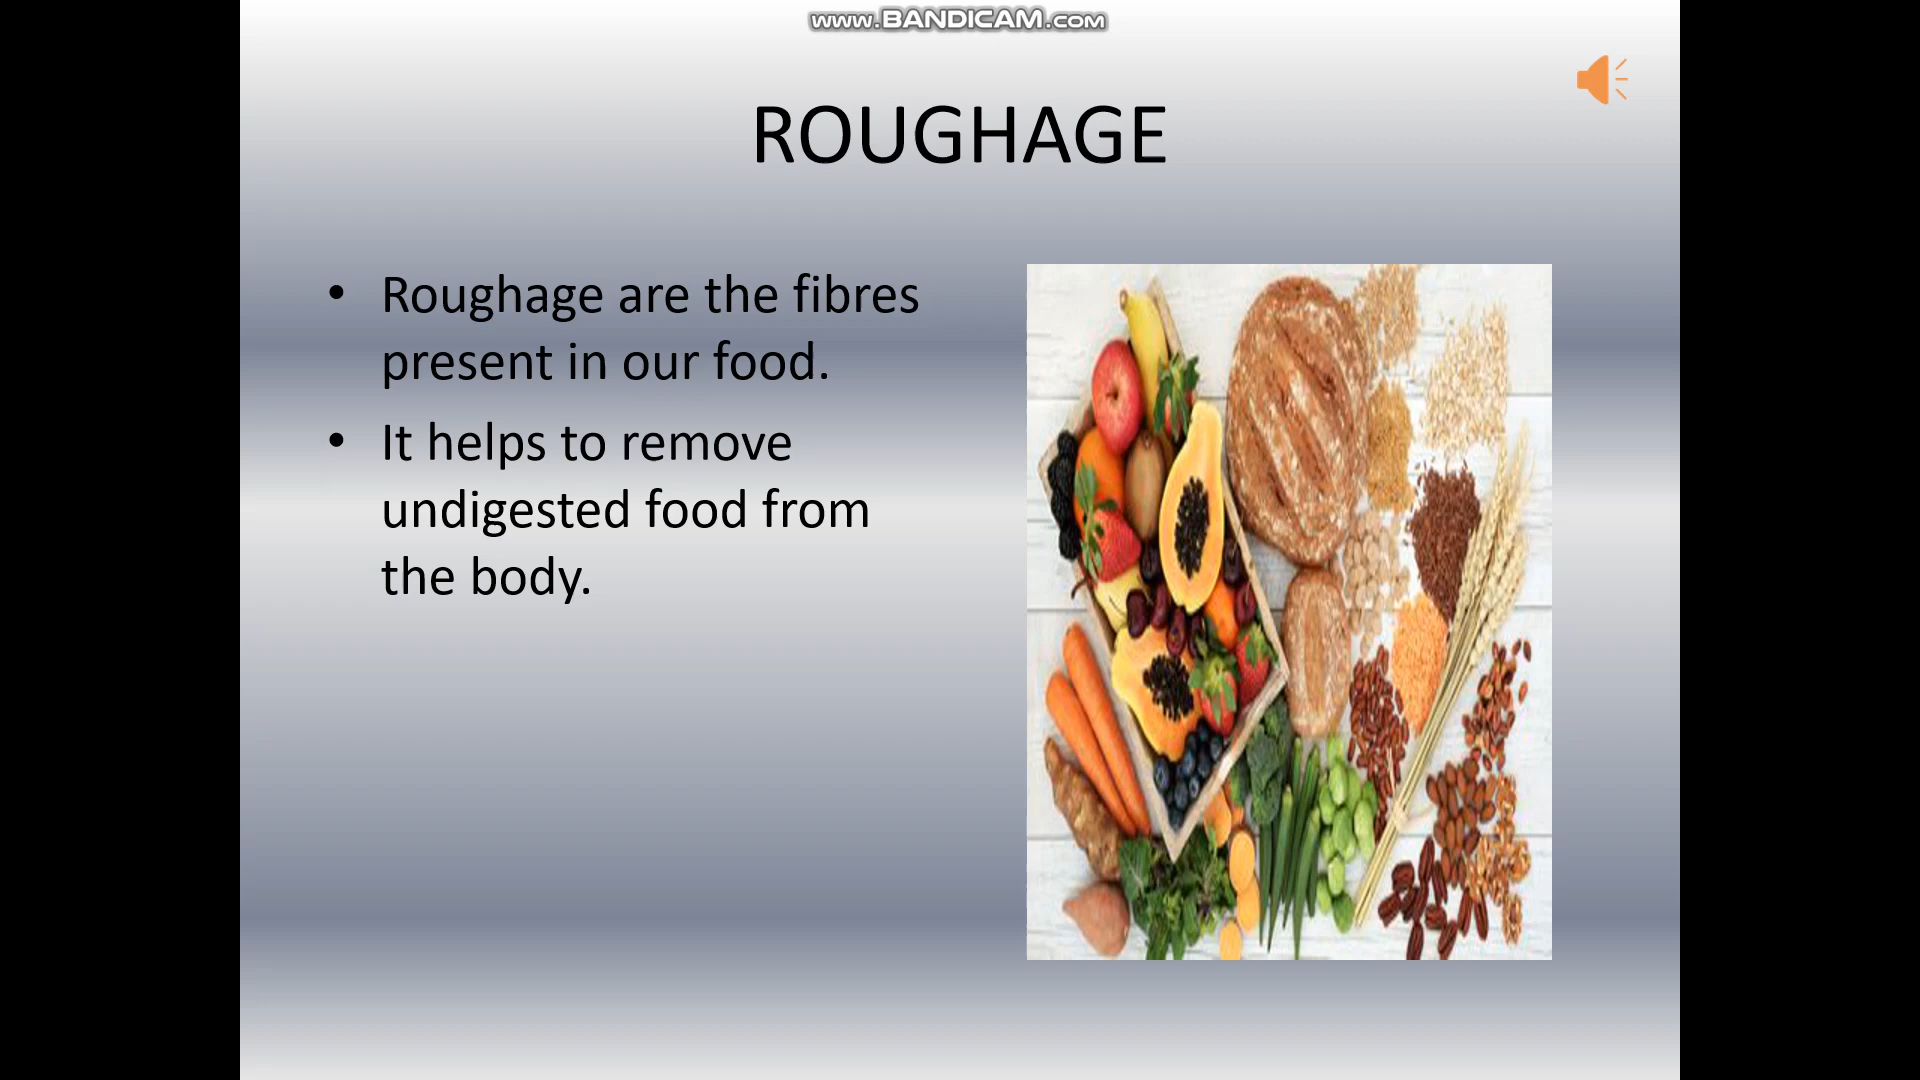 www.BANDICAM.com
ROUGHAGE
• Roughage are the fibres
present in our food.
• It helps to remove
undigested food from
the body.